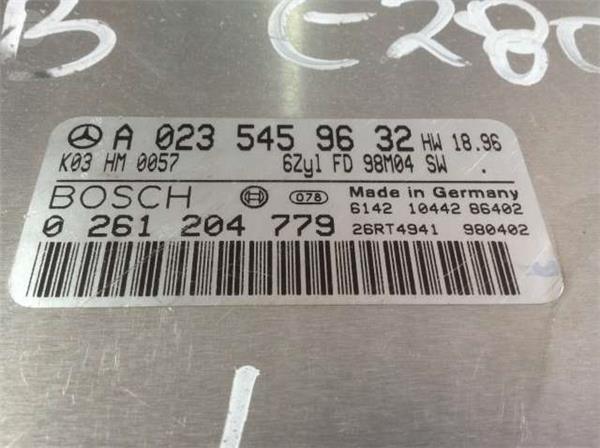 B C280
A 023 545 96 32 HW 18.96
K03 HM 0057 6Zyl FD 98M04 SW .
BOSCH 078 Made in Germany
6142 10442 86402
0 261 204 779 26RT4941 980402